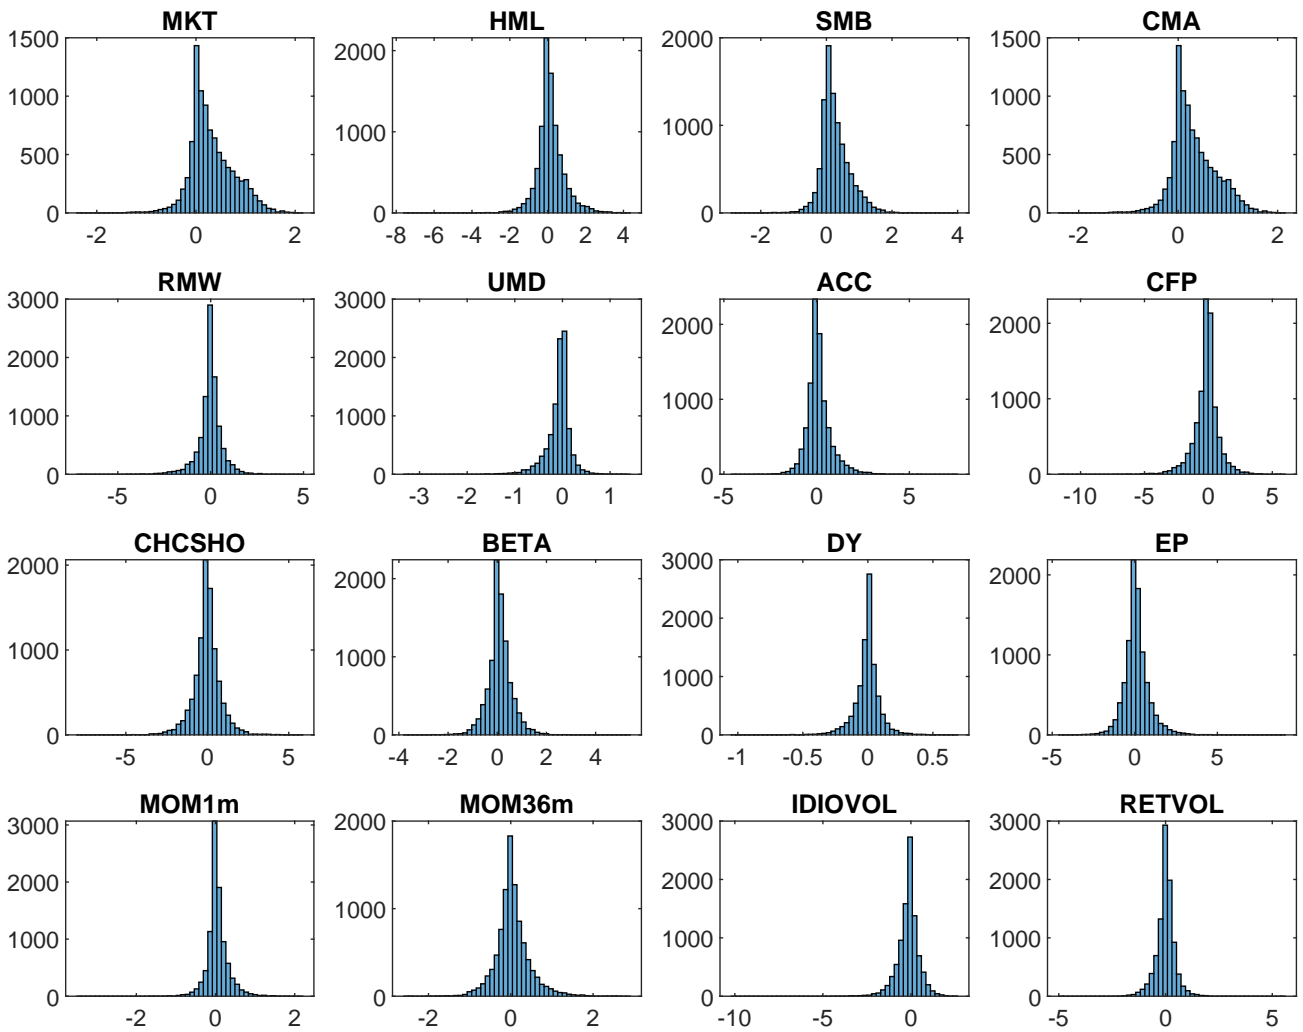 MKT HML SMB CMA
1500 1000 500 0 -2 0 2
2000 1000 0 -8 -6 -4 -2 0 2 4
2000 1000 0 -2 0 2 4
1500 1000 500 0 -2 0 2
RMW UMD ACC CFP
3000 2000 1000 0 -5 0 5
3000 2000 1000 0 -3 -2 -1 0 1
2000 1000 0 -5 0 5
2000 1000 0 -10 -5 0 5
CHCSHO BETA DY EP
2000 1000 0 -5 0 5
2000 1000 0 -4 -2 0 2 4
3000 2000 1000 0 -1 -0.5 0 0.5
2000 1000 0 -5 0 5
MOM1m MOM36m IDIOVOL RETVOL
3000 2000 1000 0 -2 0 2
2000 1000 0 -2 0 2
3000 2000 1000 0 -10 -5 0
3000 2000 1000 0 -5 0 5